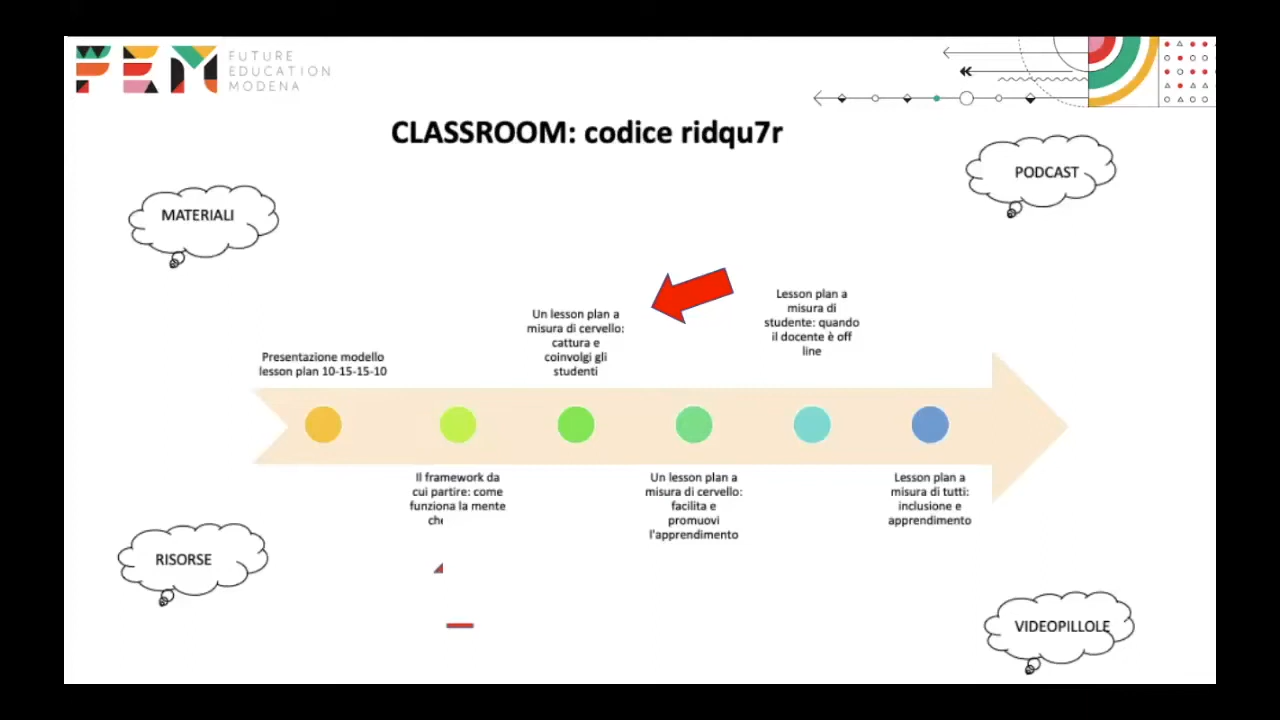 FEM
FUTURE
EDUCATION
MODENA
CLASSROOM: codice ridqu7r
PODCAST
MATERIALI
Un lesson plan a
misura di cervello:
cattura e
coinvolgi gli
studenti
Lesson plan a
misura di
studente: quando
il docente è off
line
Presentazione modello
lesson plan 10-15-15-10
Il framework da
cui partire: come
funziona la mente
Un lesson plan a
misura di cervello:
facilita e
promuovi
l'apprendimento
Lesson plan a
misura di tutti:
inclusione e
apprendimento
RISORSE
VIDEOPILLOLE